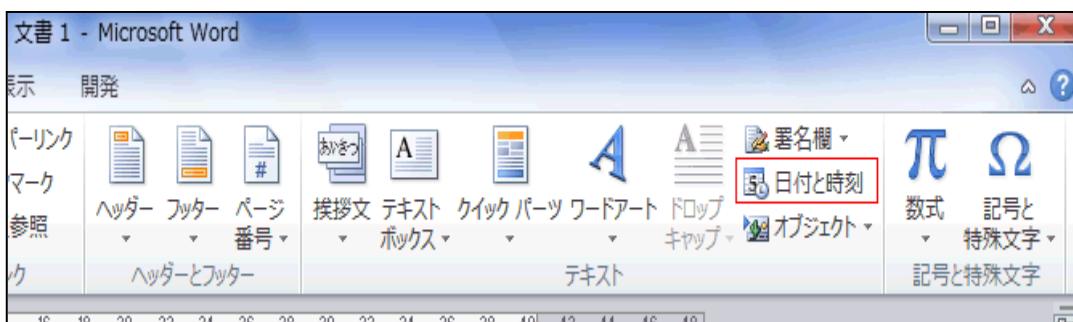 文書 1 - Microsoft Word
表示 開発
パーリンク
マーク
参照
ヘッダー フッター ページ番号
ヘッダーとフッター
あいさつ
挨拶文 テキストボックス クイック パーツ ワードアート ドロップキャップ
署名欄
日付と時刻
オブジェクト
テキスト
数式 記号と特殊文字
記号と特殊文字